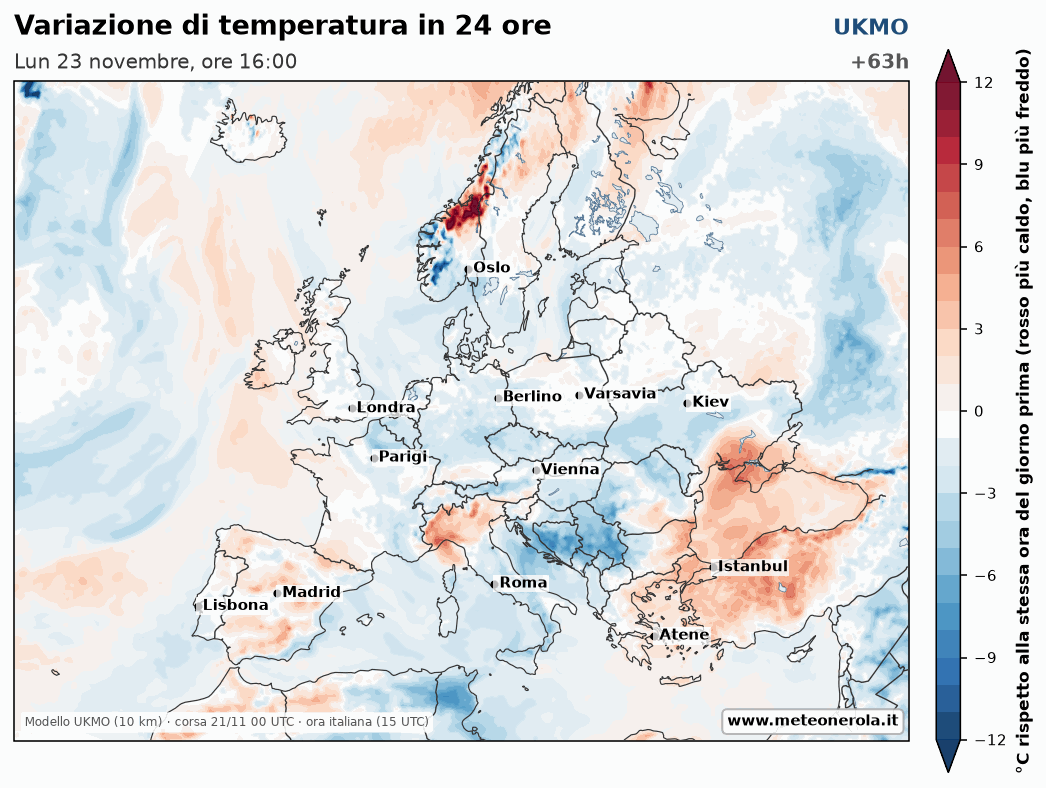 Variazione di temperatura in 24 ore
UKMO
Lun 23 novembre, ore 16:00
+63h
12
9
6
3
0
−3
−6
−9
−12
°C rispetto alla stessa ora del giorno prima (rosso più caldo, blu più freddo)
Oslo
Londra
Berlino
Varsavia
Kiev
Parigi
Vienna
Istanbul
Roma
Madrid
Lisbona
Atene
Modello UKMO (10 km) · corsa 21/11 00 UTC · ora italiana (15 UTC)
www.meteonerola.it